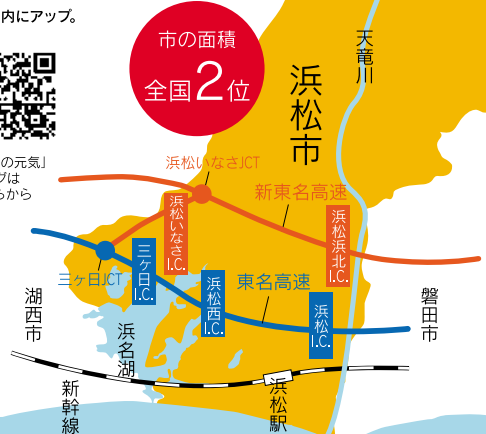 内にアップ。
の元気」
ブは
らから
市の面積
全国2位
天竜川
浜松市
浜松いなさJCT
新東名高速
浜松いなさI.C.
浜松浜北I.C.
三ヶ日JCT
三ヶ日I.C.
浜松西I.C.
東名高速
浜松I.C.
湖西市
浜名湖
磐田市
新幹線
浜松駅